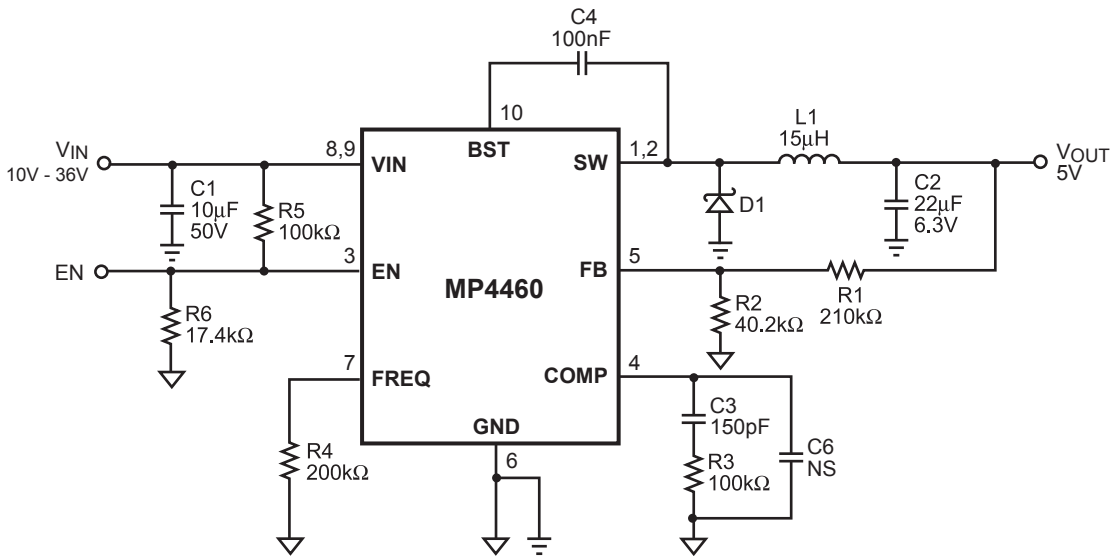 C4
100nF
10
8,9
VIN
BST
SW
1,2
L1
15µH
VIN
10V - 36V
VOUT
5V
C1
10µF
50V
R5
100kΩ
D1
C2
22µF
6.3V
EN
3
EN
MP4460
FB
5
R6
17.4kΩ
R2
40.2kΩ
R1
210kΩ
7
FREQ
COMP
4
GND
6
R4
200kΩ
C3
150pF
R3
100kΩ
C6
NS